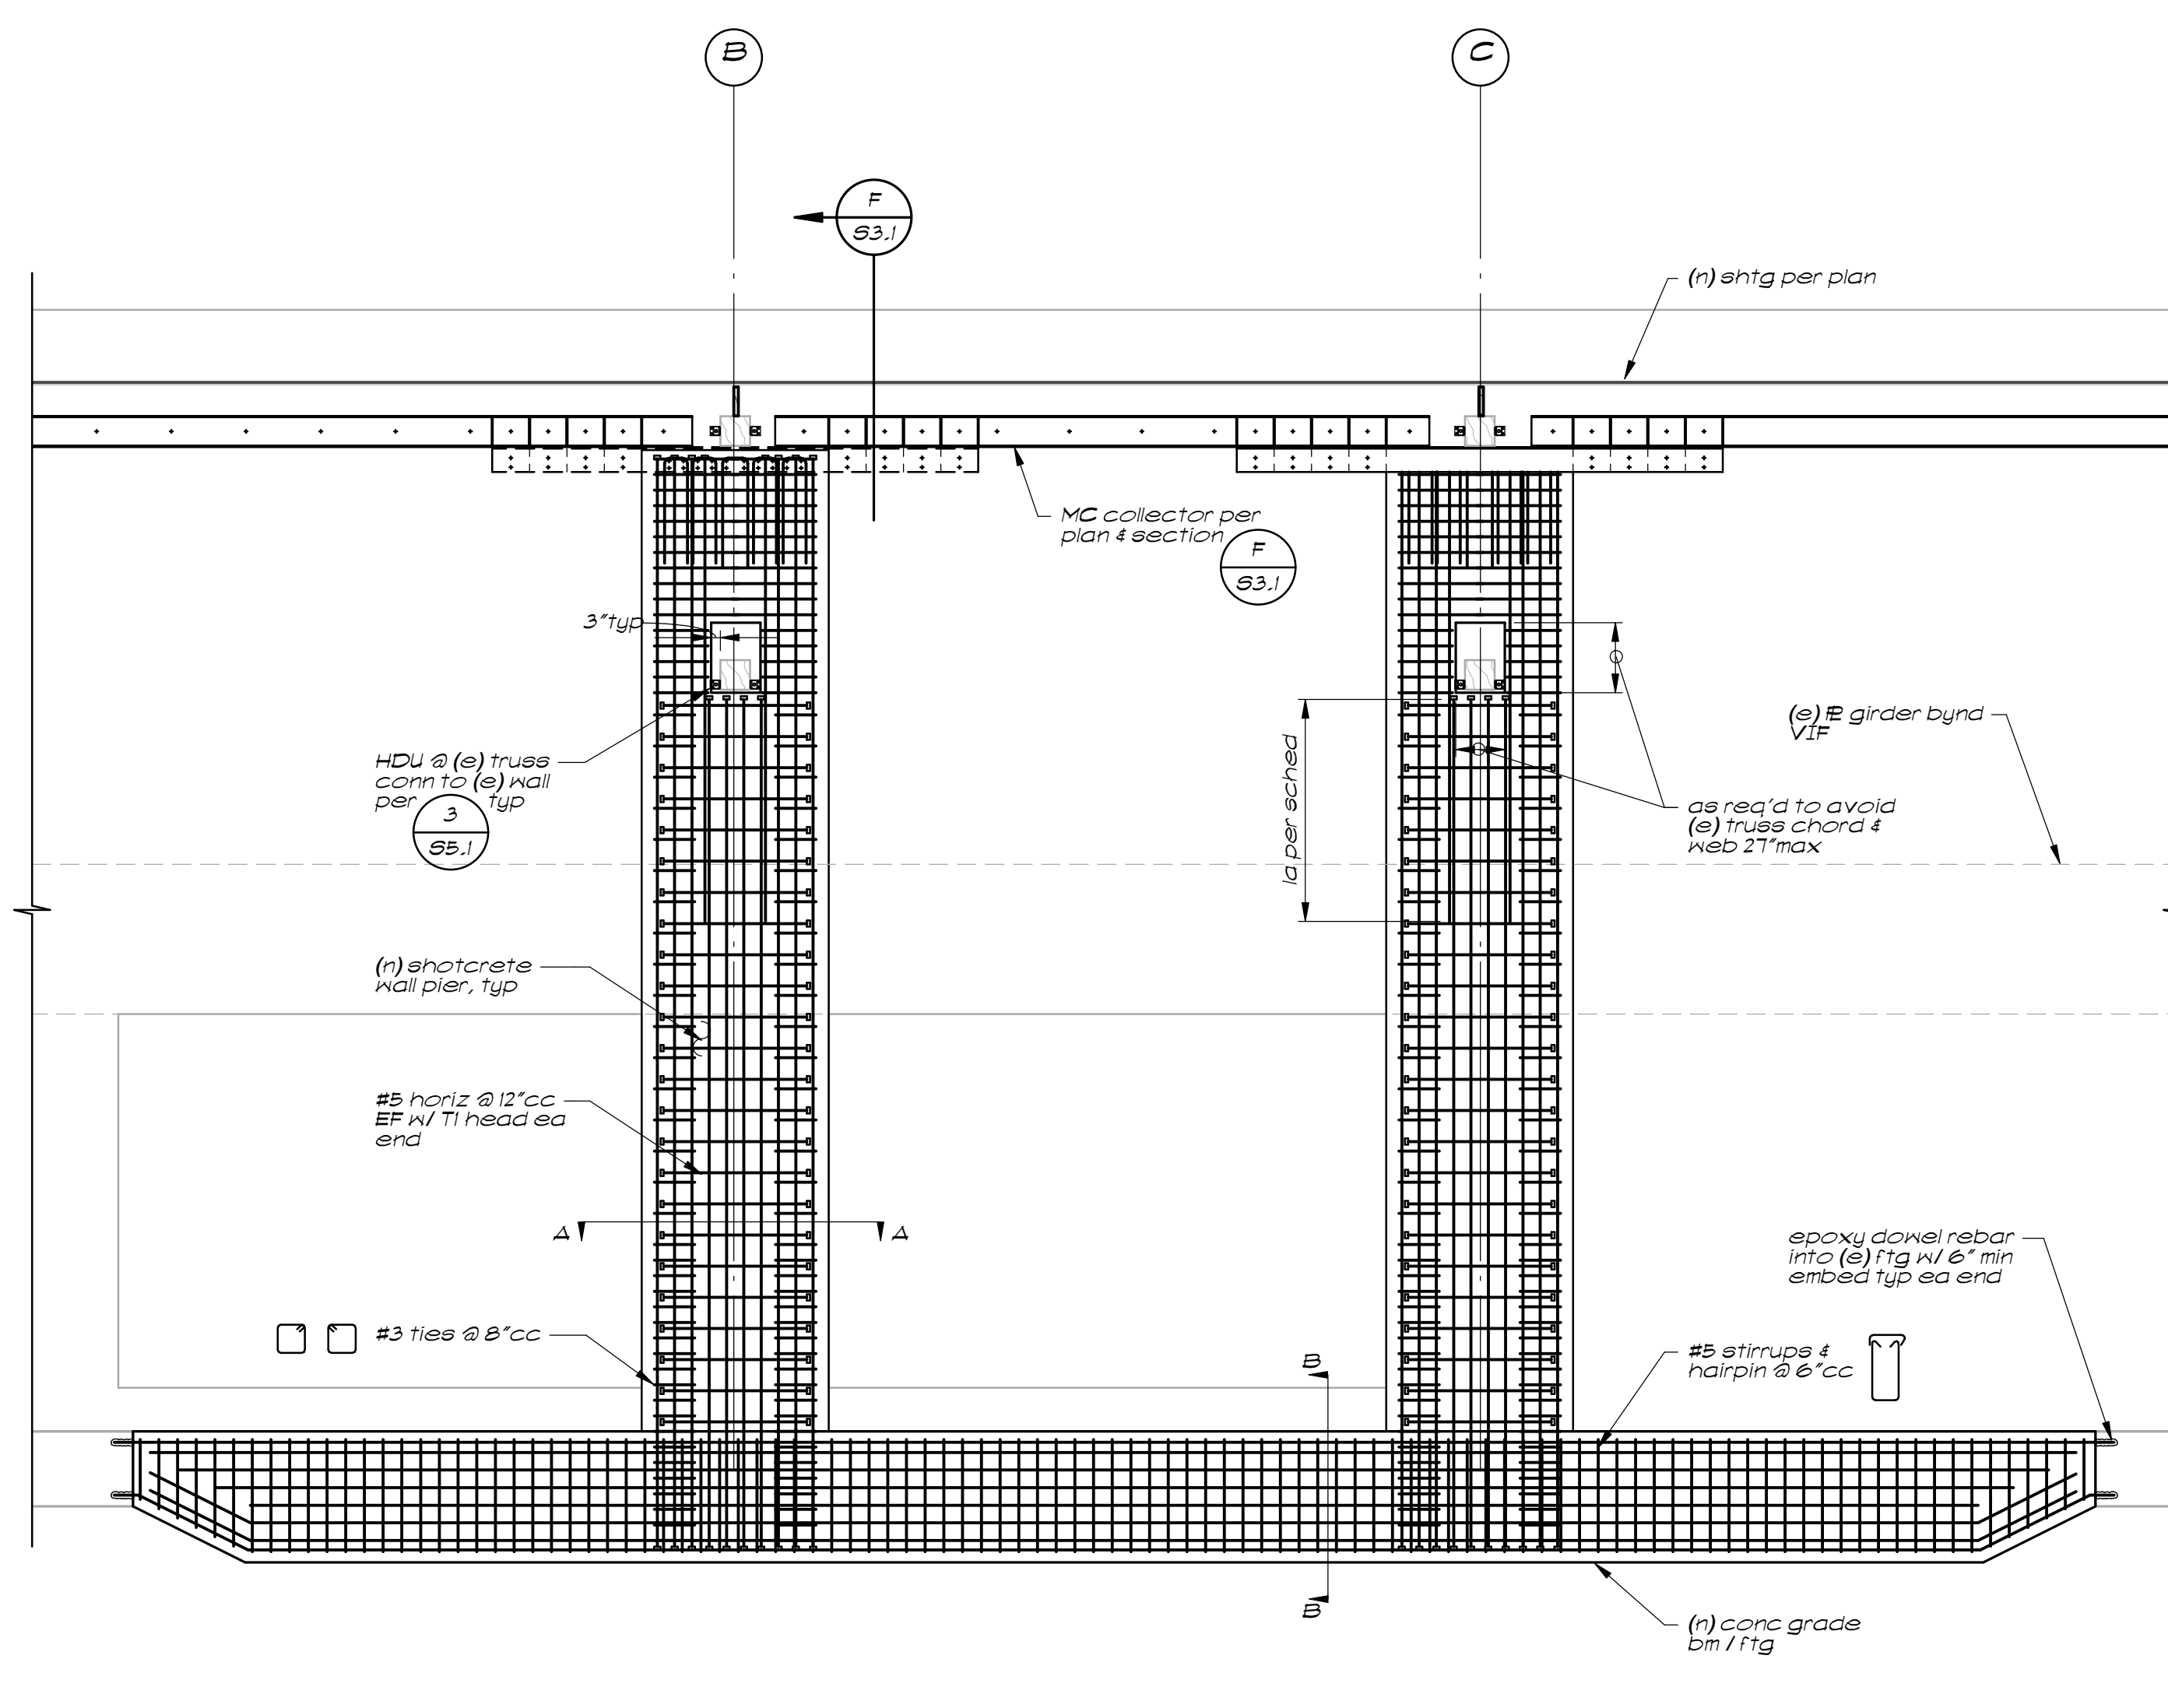 B
C
F
S3.1
(n) shtg per plan
MC collector per
plan & section
F
S3.1
3" typ
HDU @ (e) truss
conn to (e) wall
per typ
3
S5.1
la per sched
(e) PL girder bynd
VIF
as req'd to avoid
(e) truss chord &
web 27" max
(n) shotcrete
wall pier, typ
#5 horiz @ 12"cc
EF w/ T1 head ea
end
A
A
epoxy dowel rebar
into (e) ftg w/ 6" min
embed typ ea end
#3 ties @ 8"cc
B
#5 stirrups &
hairpin @ 6"cc
B
(n) conc grade
bm / ftg